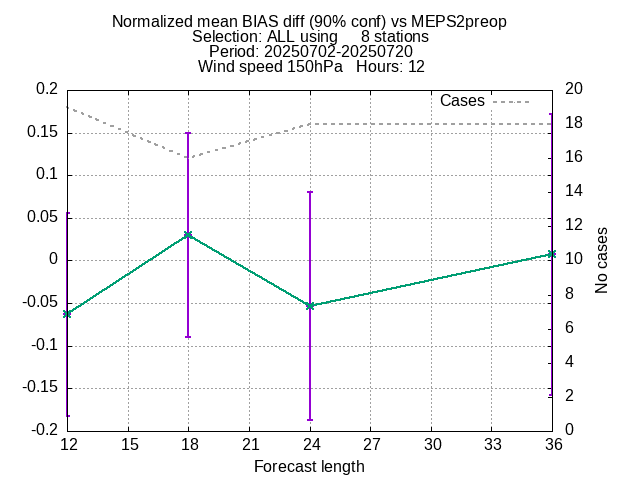 Normalized mean BIAS diff (90% conf) vs MEPS2preop
Selection: ALL using     8 stations
Period: 20250702-20250720
Wind speed 150hPa   Hours: 12
Cases
0.2
0.15
0.1
0.05
0
-0.05
-0.1
-0.15
-0.2
20
18
16
14
12
10
8
6
4
2
0
No cases
12 15 18 21 24 27 30 33 36
Forecast length